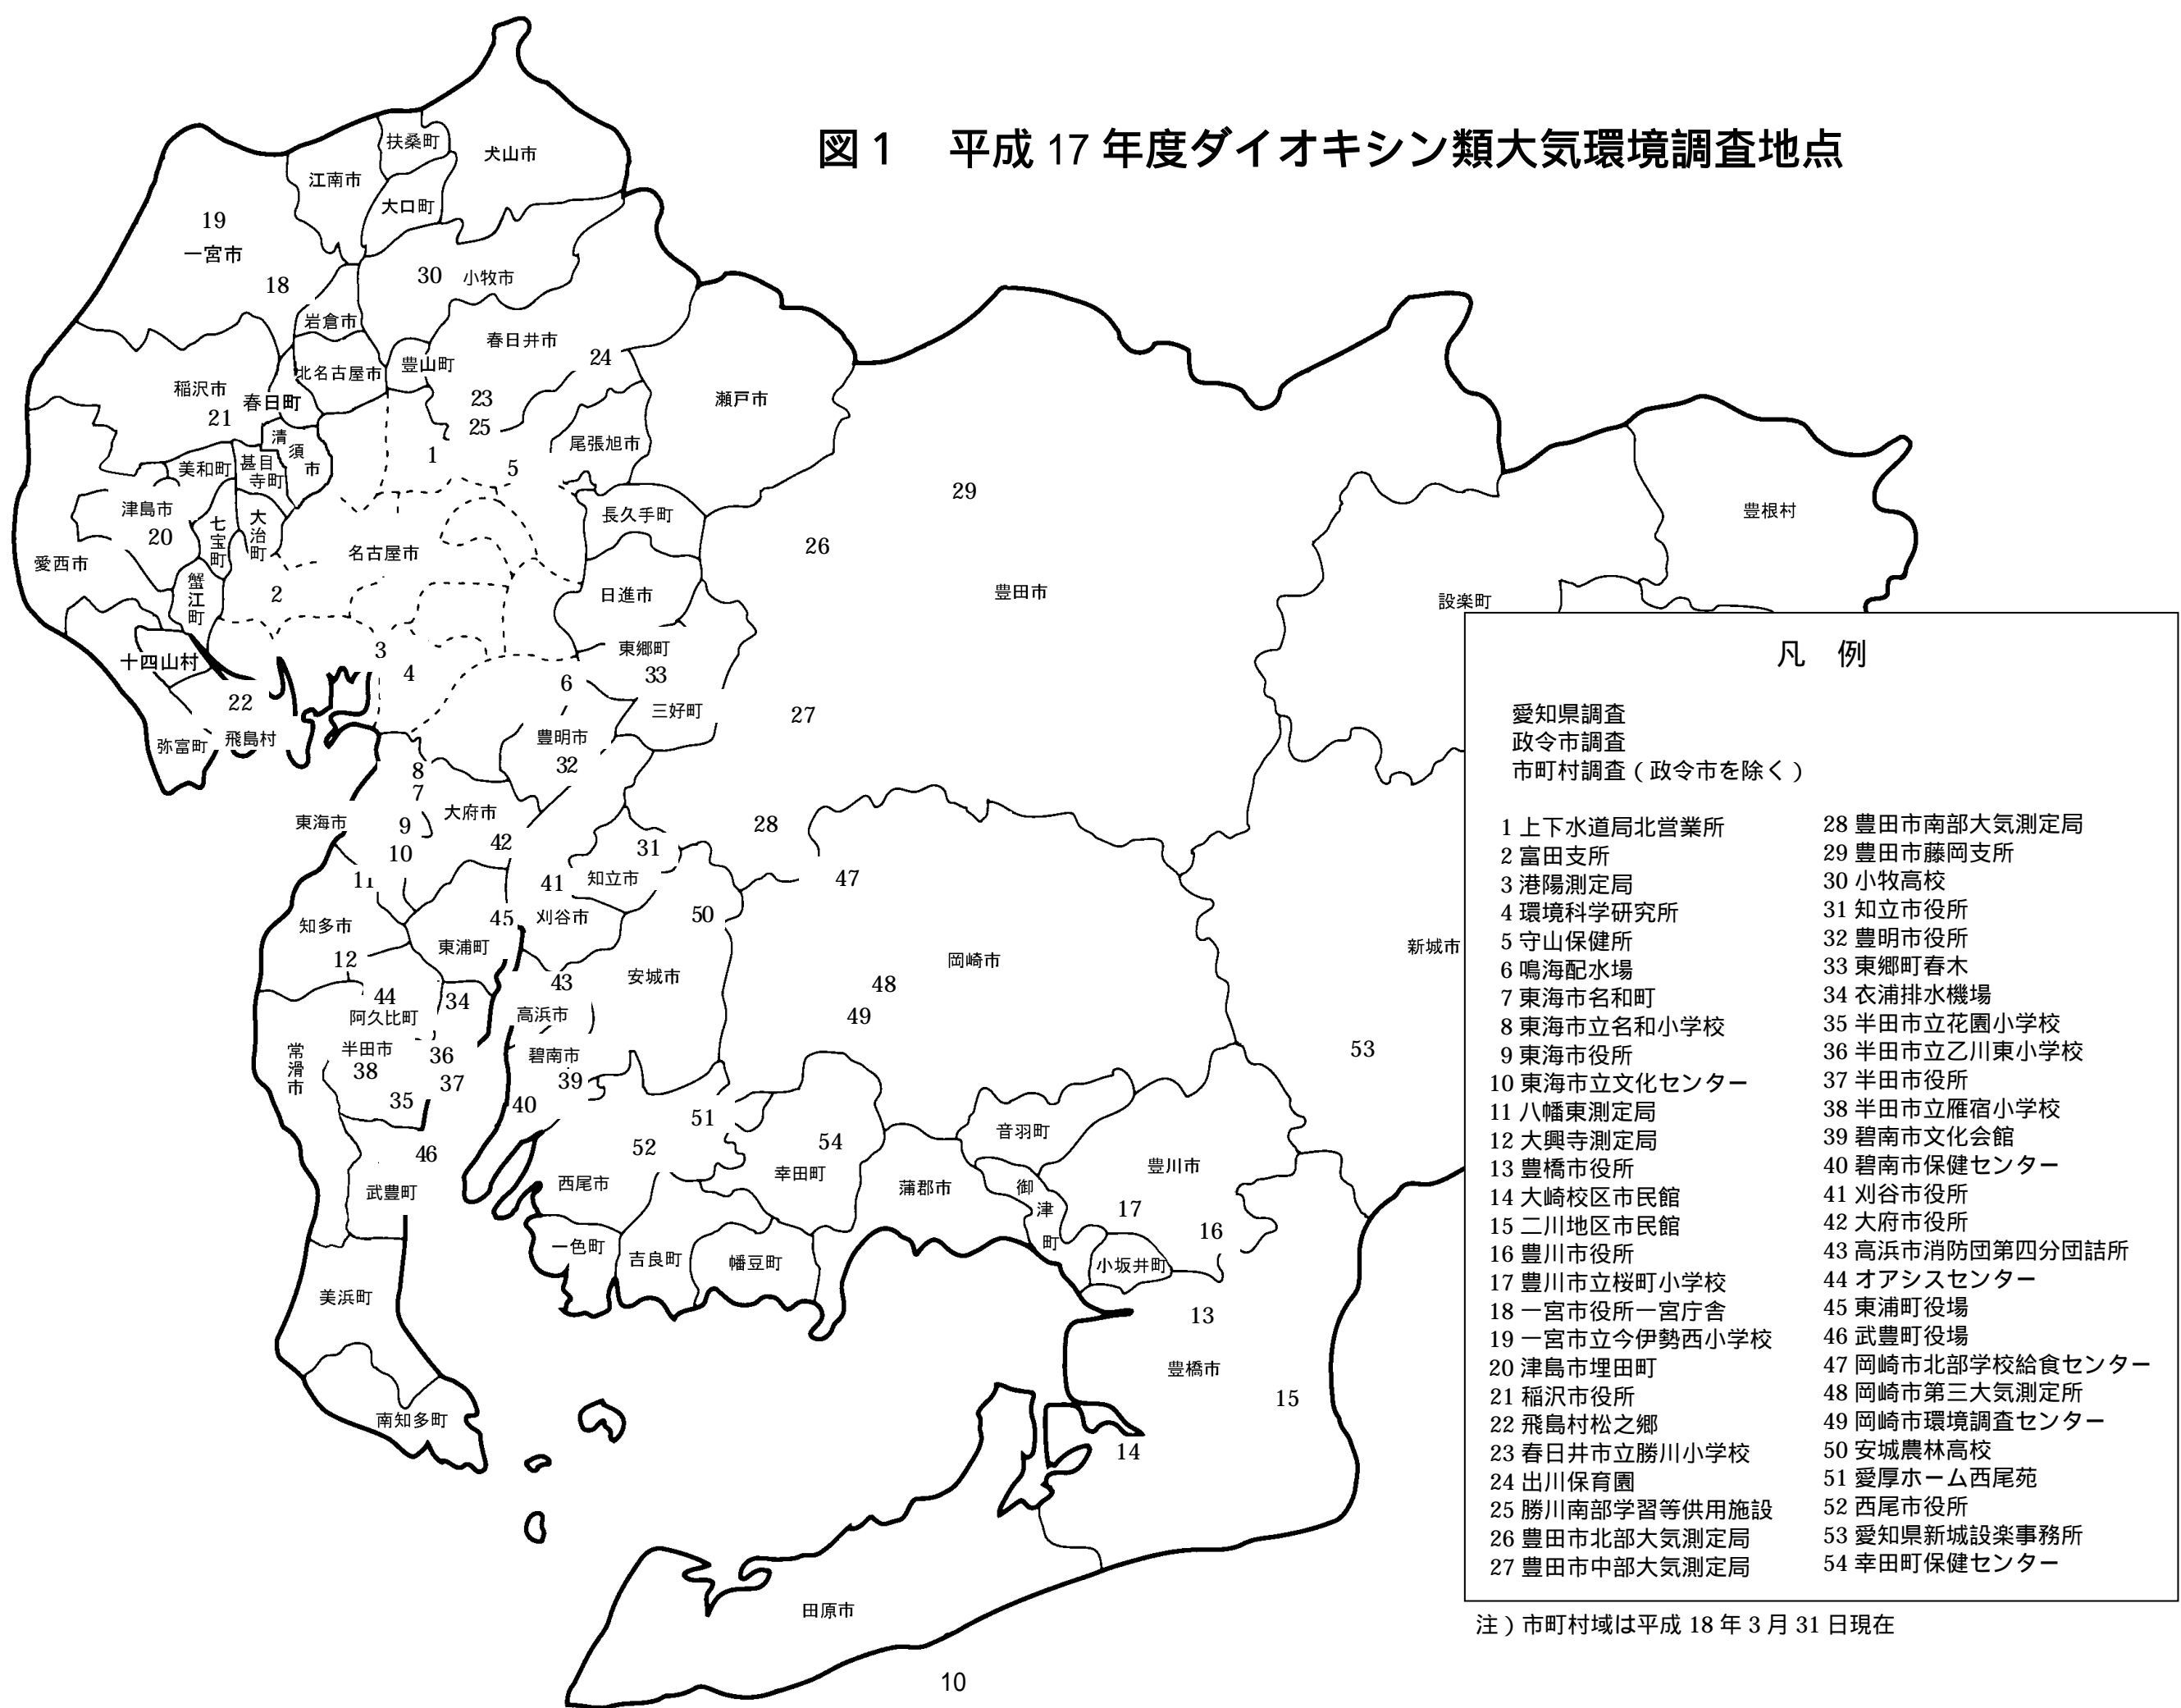 図1 平成 17 年度ダイオキシン類大気環境調査地点
扶桑町
犬山市
江南市
大口町
19
一宮市
18
30 小牧市
岩倉市
春日井市
24
北名古屋市
豊山町
稲沢市
春日町
21
23
25
瀬戸市
清須市
尾張旭市
1
5
美和町
甚目寺町
29
津島市
20
七宝町
大治町
長久手町
豊根村
名古屋市
26
愛西市
蟹江町
2
日進市
豊田市
設楽町
東郷町
33
十四山村
3
4
6
22
三好町
27
弥富町
飛島村
豊明市
32
8
7
大府市
東海市
9
42
28
10
31
11
41
知立市
47
知多市
45
刈谷市
50
東浦町
新城市
12
岡崎市
安城市
43
48
44
34
阿久比町
高浜市
49
常滑市
半田市
36
碧南市
53
38
37
39
35
40
51
音羽町
52
54
46
豊川市
幸田町
西尾市
武豊町
蒲郡市
御津町
17
16
一色町
吉良町
幡豆町
小坂井町
美浜町
13
豊橋市
15
南知多町
14
田原市
凡 例
愛知県調査
政令市調査
市町村調査（政令市を除く）
1 上下水道局北営業所
2 富田支所
3 港陽測定局
4 環境科学研究所
5 守山保健所
6 鳴海配水場
7 東海市名和町
8 東海市立名和小学校
9 東海市役所
10 東海市立文化センター
11 八幡東測定局
12 大興寺測定局
13 豊橋市役所
14 大崎校区市民館
15 二川地区市民館
16 豊川市役所
17 豊川市立桜町小学校
18 一宮市役所一宮庁舎
19 一宮市立今伊勢西小学校
20 津島市埋田町
21 稲沢市役所
22 飛島村松之郷
23 春日井市立勝川小学校
24 出川保育園
25 勝川南部学習等供用施設
26 豊田市北部大気測定局
27 豊田市中部大気測定局
28 豊田市南部大気測定局
29 豊田市藤岡支所
30 小牧高校
31 知立市役所
32 豊明市役所
33 東郷町春木
34 衣浦排水機場
35 半田市立花園小学校
36 半田市立乙川東小学校
37 半田市役所
38 半田市立雁宿小学校
39 碧南市文化会館
40 碧南市保健センター
41 刈谷市役所
42 大府市役所
43 高浜市消防団第四分団詰所
44 オアシスセンター
45 東浦町役場
46 武豊町役場
47 岡崎市北部学校給食センター
48 岡崎市第三大気測定所
49 岡崎市環境調査センター
50 安城農林高校
51 愛厚ホーム西尾苑
52 西尾市役所
53 愛知県新城設楽事務所
54 幸田町保健センター
注）市町村域は平成 18 年 3 月 31 日現在
10